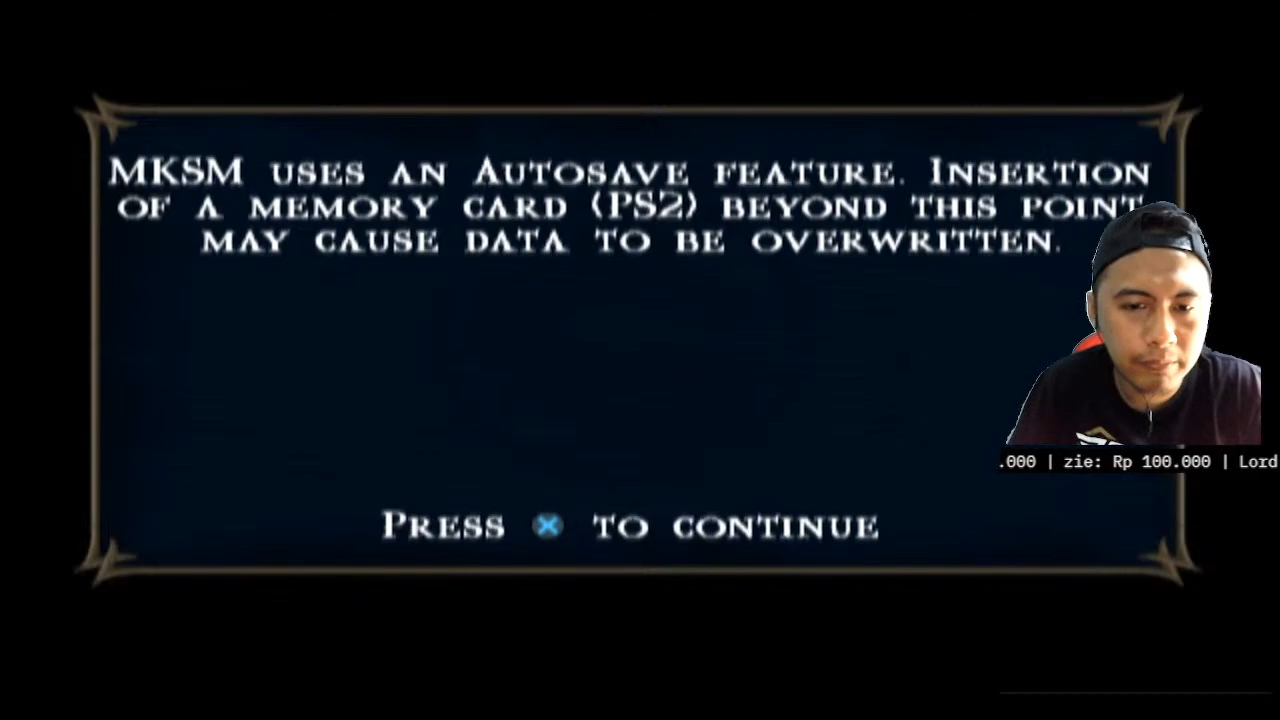 MKSM USES AN AUTOSAVE FEATURE. INSERTION
OF A MEMORY CARD (PS2) BEYOND THIS POINT
MAY CAUSE DATA TO BE OVERWRITTEN.
.000 | zie: Rp 100.000 | Lord
PRESS TO CONTINUE